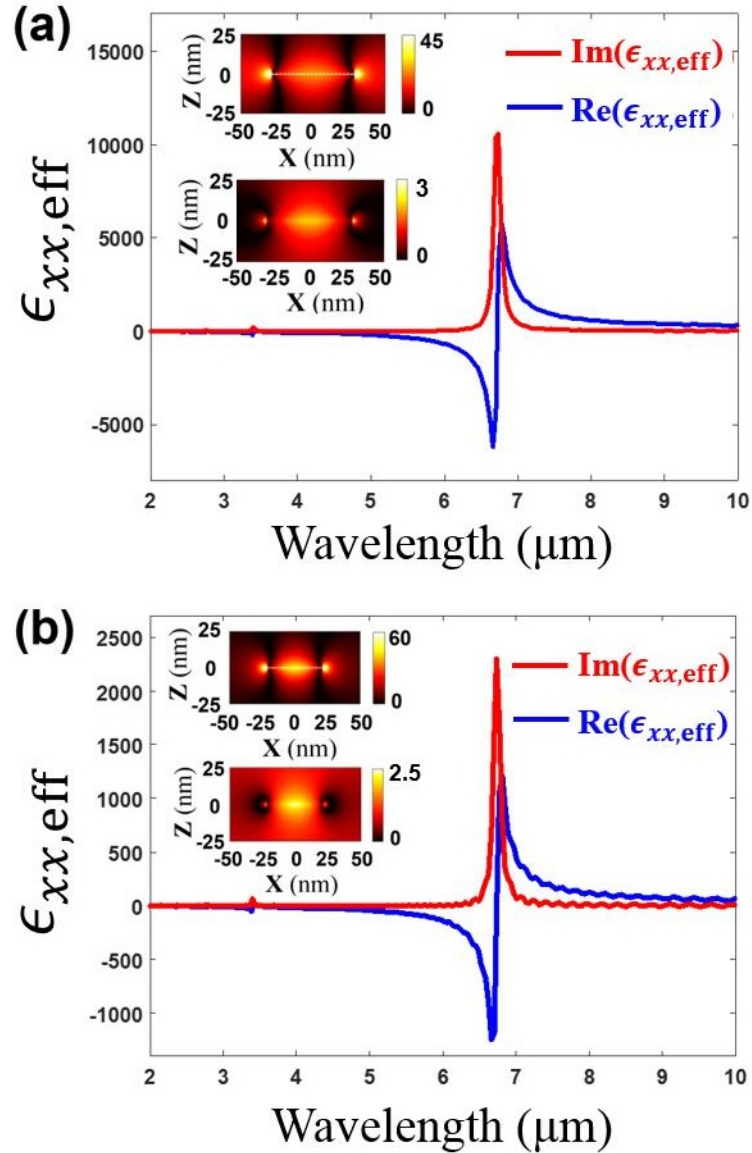 (a)
15000
10000
5000
0
-5000
ϵxx,eff
25
0
-25
Z (nm)
-50 -25 0 25 50
X (nm)
45
0
25
0
-25
Z (nm)
-50 -25 0 25 50
X (nm)
3
0
Im(ϵxx,eff)
Re(ϵxx,eff)
2 3 4 5 6 7 8 9 10
Wavelength (μm)
(b)
2500
2000
1500
1000
500
0
-500
-1000
ϵxx,eff
25
0
-25
Z (nm)
-50 -25 0 25 50
X (nm)
60
0
25
0
-25
Z (nm)
-50 -25 0 25 50
X (nm)
2.5
0
Im(ϵxx,eff)
Re(ϵxx,eff)
2 3 4 5 6 7 8 9 10
Wavelength (μm)